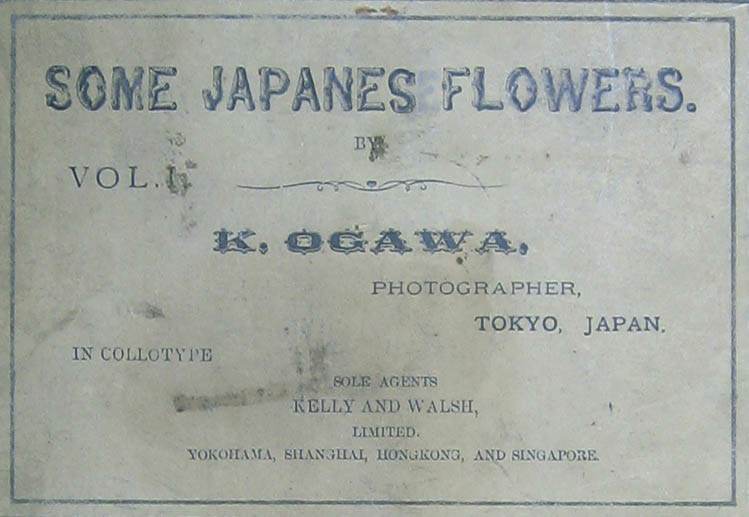 SOME JAPANES FLOWERS.
BY
VOL. I.
K. OGAWA.
PHOTOGRAPHER,
TOKYO, JAPAN.
IN COLLOTYPE
SOLE AGENTS
KELLY AND WALSH,
LIMITED.
YOKOHAMA, SHANGHAI, HONGKONG, AND SINGAPORE.